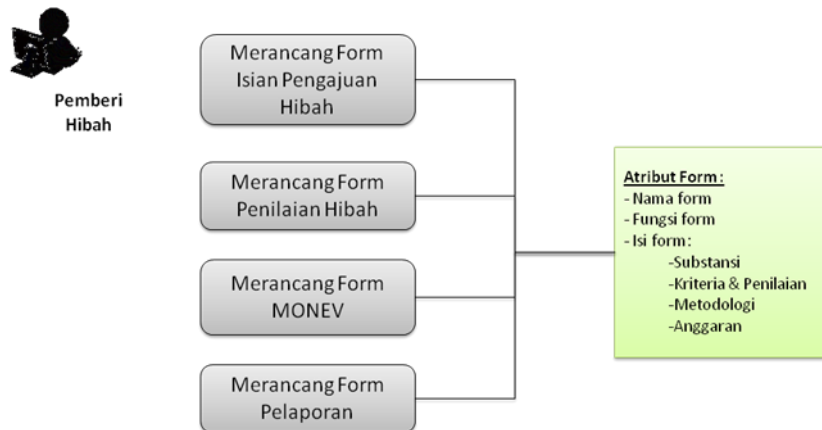 Pemberi
Hibah
Merancang Form
Isian Pengajuan
Hibah
Merancang Form
Penilaian Hibah
Merancang Form
MONEV
Merancang Form
Pelaporan
Atribut Form :
- Nama form
- Fungsi form
- Isi form :
-Substansi
-Kriteria & Penilaian
-Metodologi
-Anggaran